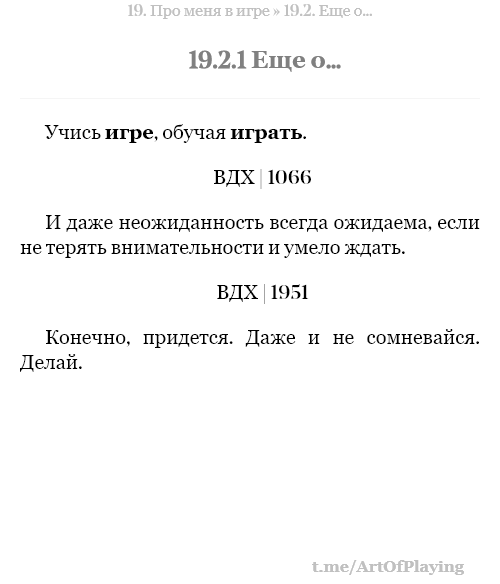 19. Про меня в игре » 19.2. Еще о...
19.2.1 Еще о...
Учись игре, обучая играть.
ВДХ | 1066
И даже неожиданность всегда ожидаема, если
не терять внимательности и умело ждать.
ВДХ | 1951
Конечно, придется. Даже и не сомневайся.
Делай.
t.me/ArtOfPlaying